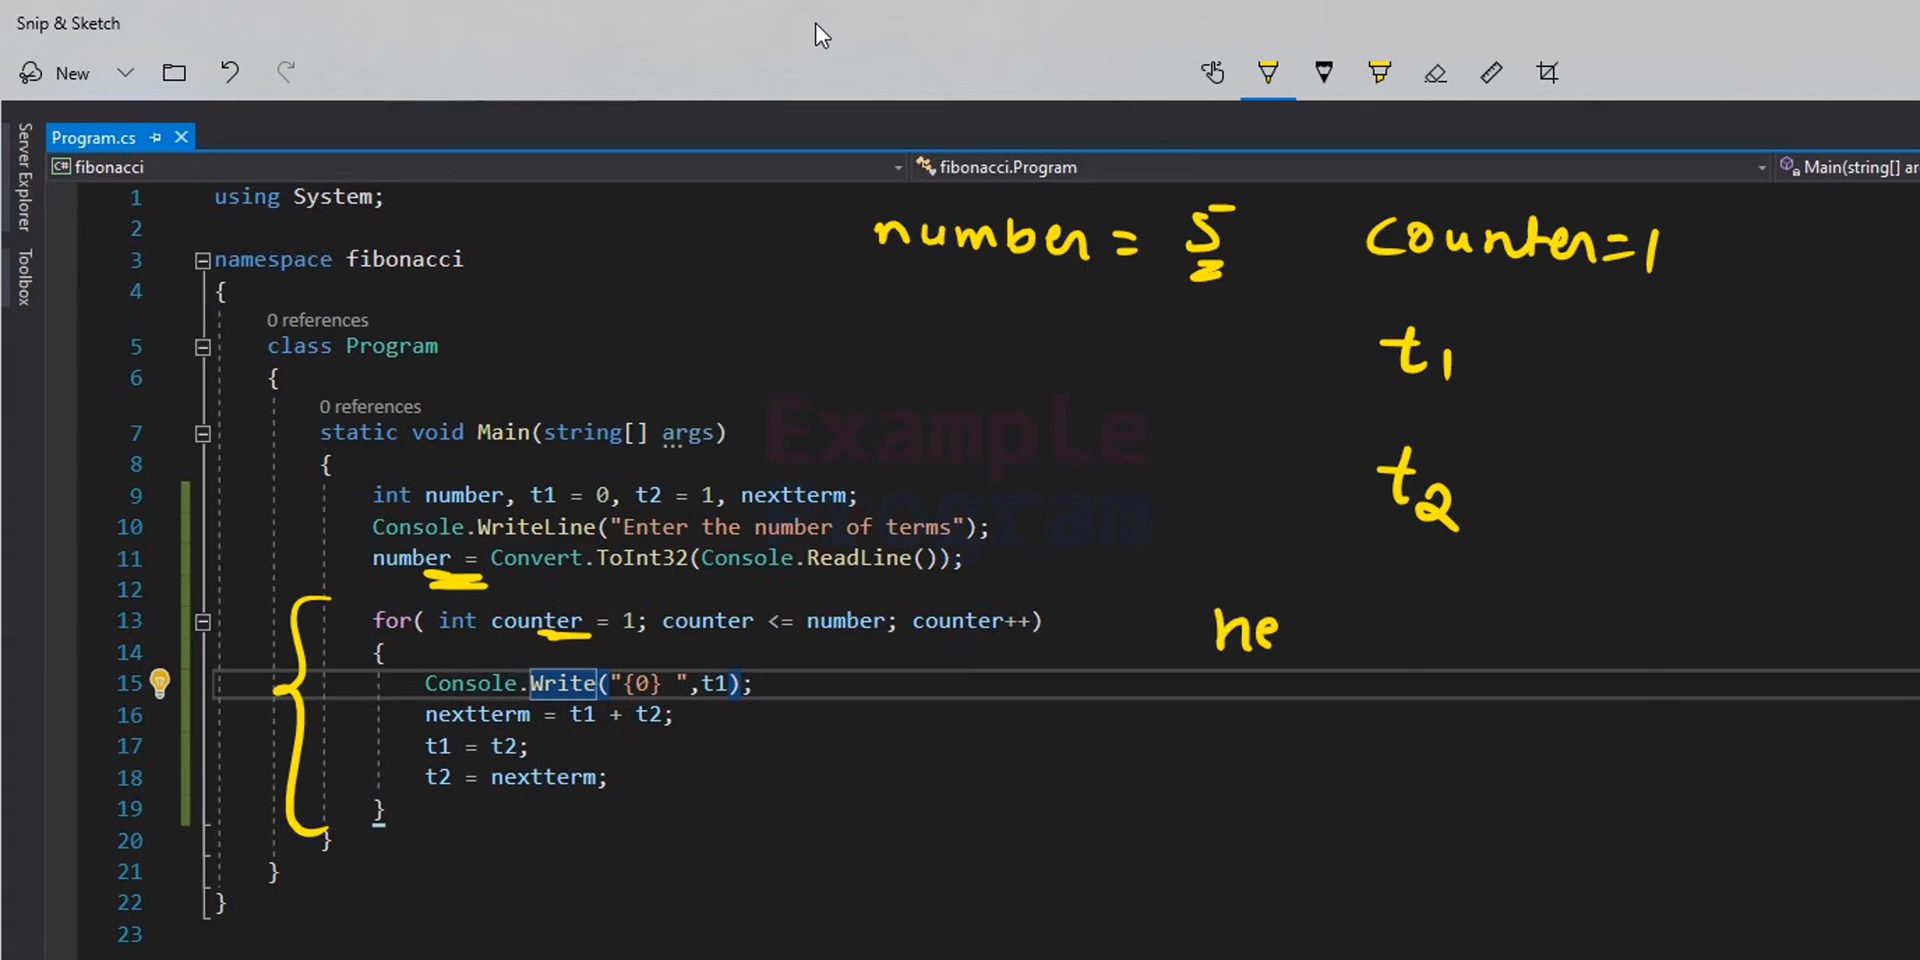 Snip & Sketch
New
Server Explorer
Toolbox
Program.cs
C# fibonacci
fibonacci.Program
Main(string[] ar
1 using System;
2
3 namespace fibonacci
4 {
0 references
5 class Program
6 {
0 references
7 static void Main(string[] args)
8 {
9 int number, t1 = 0, t2 = 1, nextterm;
10 Console.WriteLine("Enter the number of terms");
11 number = Convert.ToInt32(Console.ReadLine());
12
13 for( int counter = 1; counter <= number; counter++)
14 {
15 Console.Write("{0} ",t1);
16 nextterm = t1 + t2;
17 t1 = t2;
18 t2 = nextterm;
19 }
20 }
21 }
22 }
23
number = 5 counter=1
t1
t2
ne
Example
Program